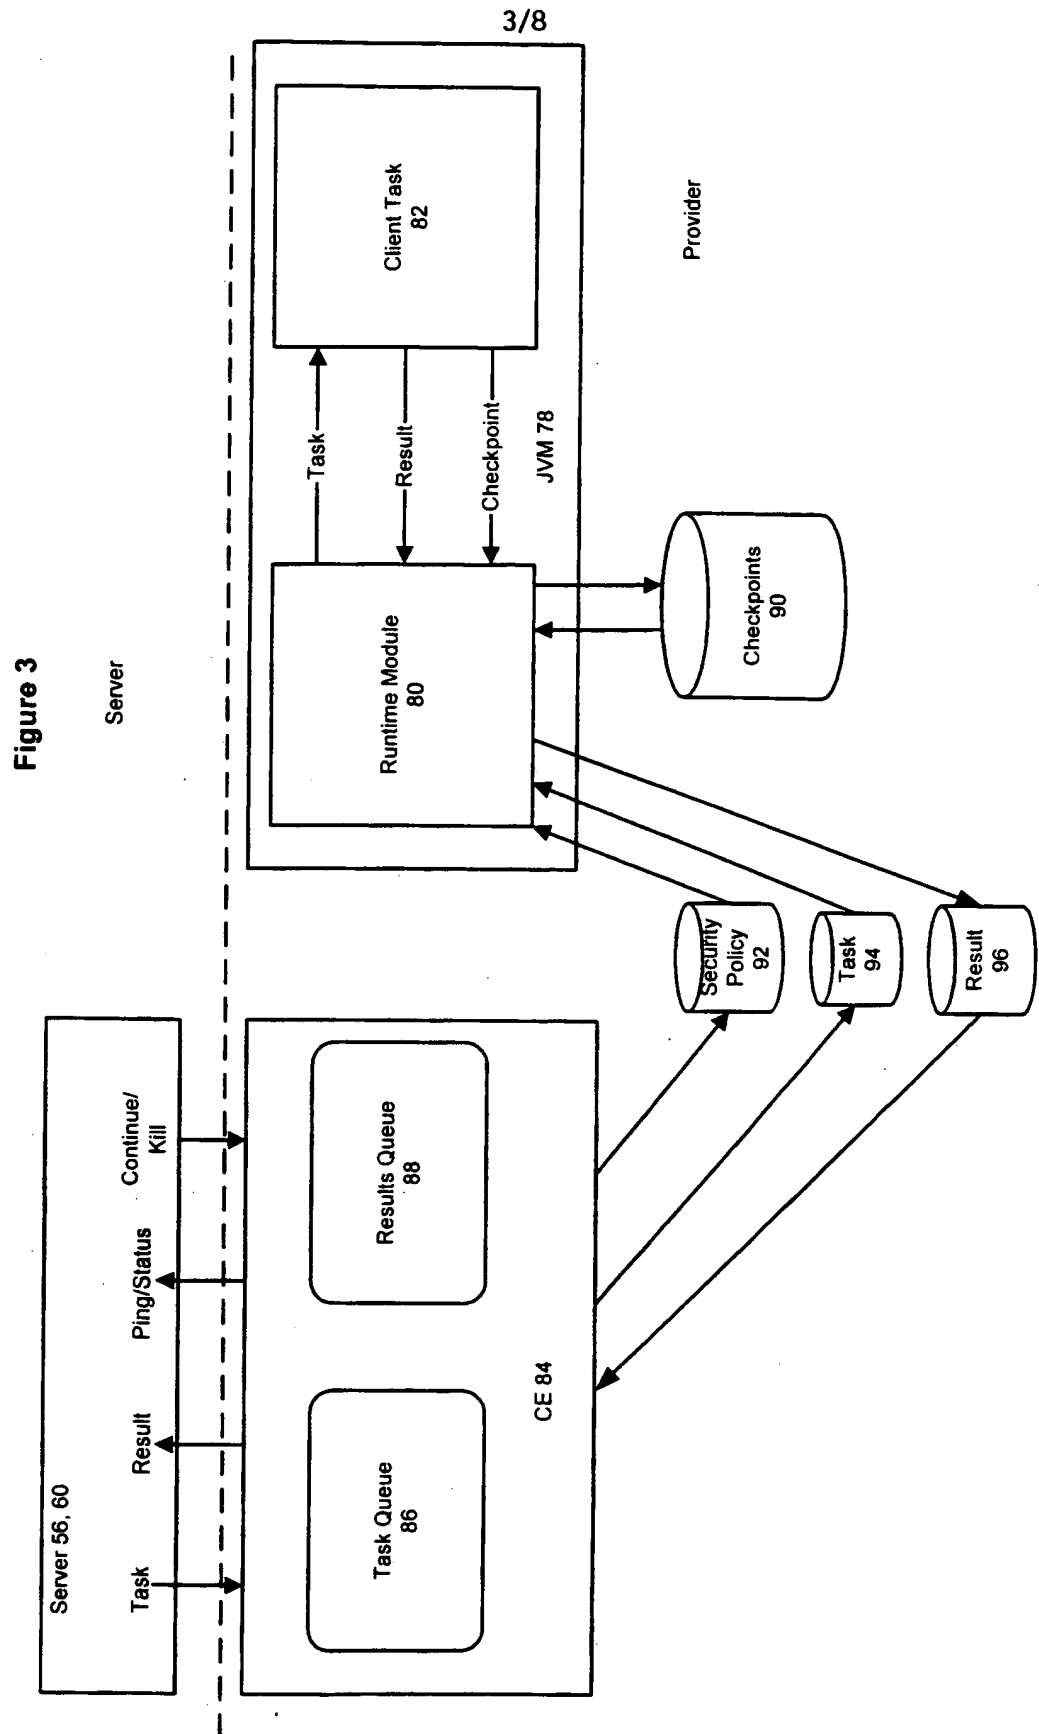 3/8
Figure 3
Server
Server 56, 60
Task
Result
Ping/Status
Continue/
Kill
Task Queue
86
Results Queue
88
CE 84
Runtime Module
80
Task
Result
Checkpoint
Client Task
82
JVM 78
Security
Policy
92
Task
94
Result
96
Checkpoints
90
Provider